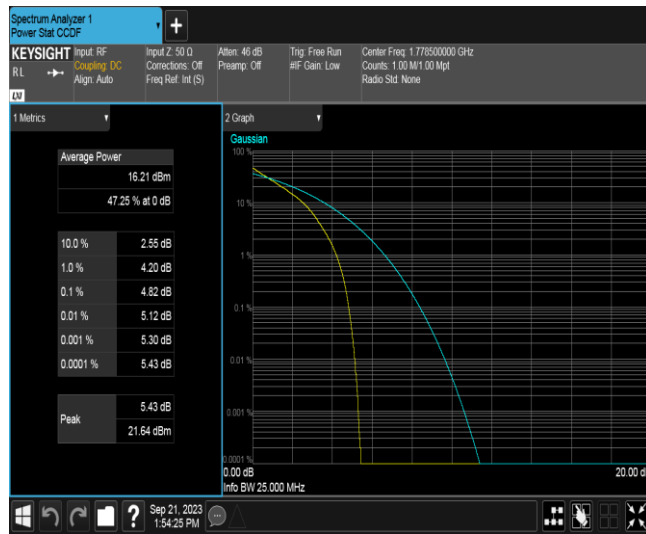 Spectrum Analyzer 1
Power Stat CCDF
+
KEYSIGHT
RL
LXI
Input: RF
Coupling: DC
Align: Auto
Input Z: 50 Ω
Corrections: Off
Freq Ref: Int (S)
Atten: 46 dB
Preamp: Off
Trig: Free Run
#IF Gain: Low
Center Freq: 1.778500000 GHz
Counts: 1.00 M/1.00 Mpt
Radio Std: None
1 Metrics
Average Power
16.21 dBm
47.25 % at 0 dB
10.0 % 2.55 dB
1.0 % 4.20 dB
0.1 % 4.82 dB
0.01 % 5.12 dB
0.001 % 5.30 dB
0.0001 % 5.43 dB
Peak
5.43 dB
21.64 dBm
2 Graph
Gaussian
100 %
10 %
1 %
0.1 %
0.01 %
0.001 %
0.0001 %
0.00 dB 20.00 d
Info BW 25.000 MHz
?
Sep 21, 2023
1:54:25 PM